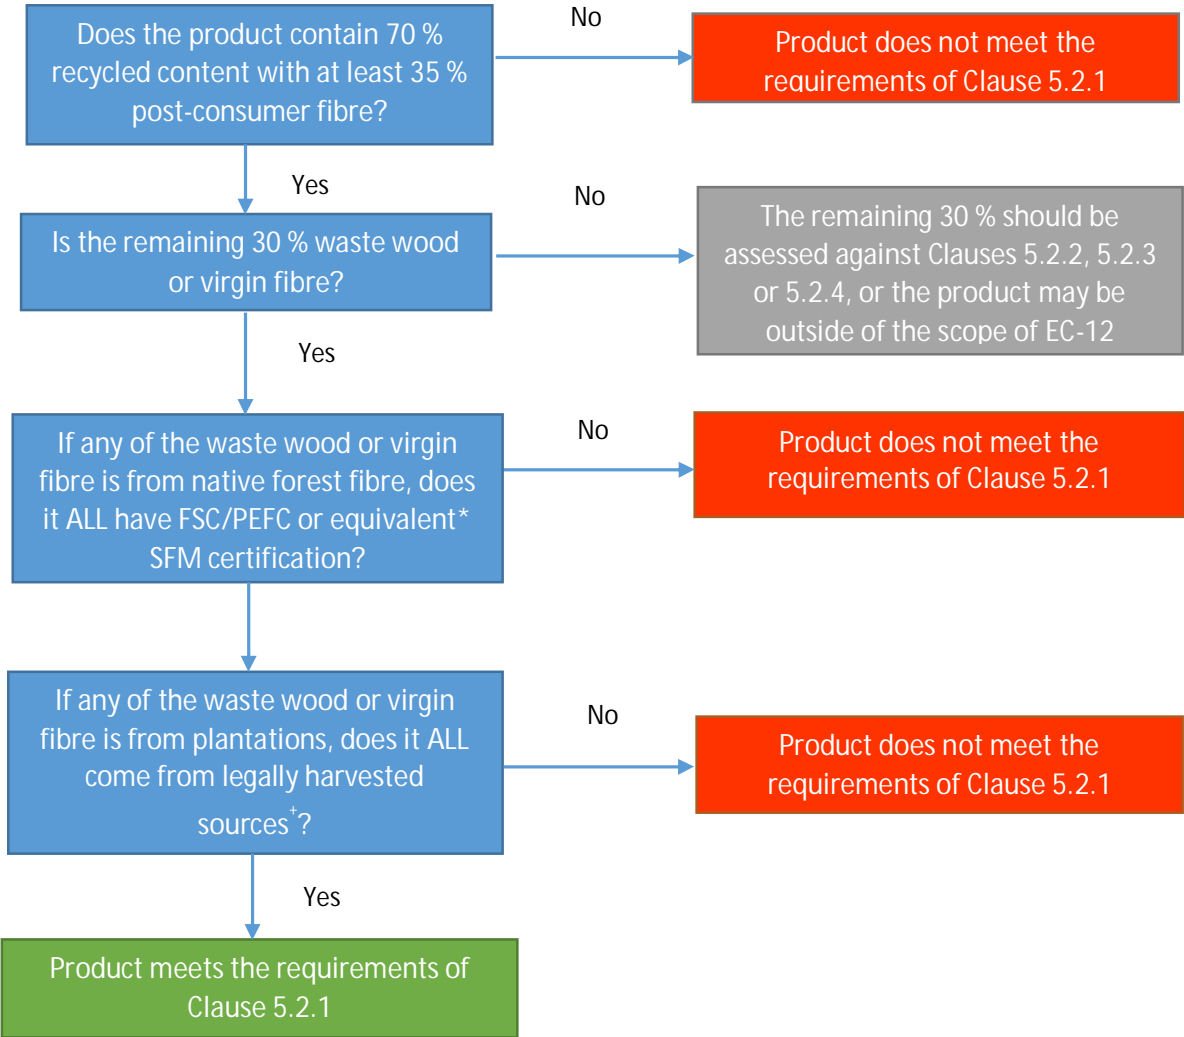 Does the product contain 70 %
recycled content with at least 35 %
post-consumer fibre?
No
Product does not meet the
requirements of Clause 5.2.1
Yes
Is the remaining 30 % waste wood
or virgin fibre?
No
The remaining 30 % should be
assessed against Clauses 5.2.2, 5.2.3
or 5.2.4, or the product may be
outside of the scope of EC-12
Yes
If any of the waste wood or virgin
fibre is from native forest fibre, does
it ALL have FSC/PEFC or equivalent*
SFM certification?
No
Product does not meet the
requirements of Clause 5.2.1
If any of the waste wood or virgin
fibre is from plantations, does it ALL
come from legally harvested
sources⁺?
No
Product does not meet the
requirements of Clause 5.2.1
Yes
Product meets the requirements of
Clause 5.2.1